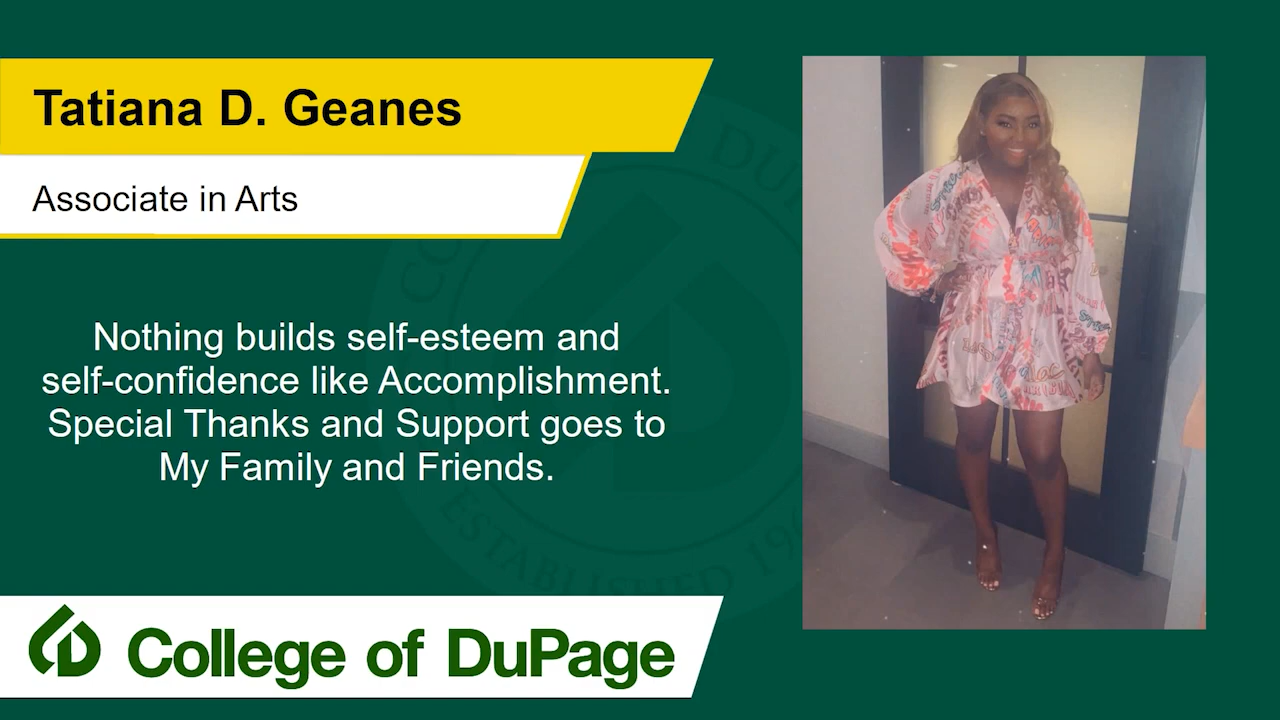 Tatiana D. Geanes
Associate in Arts
Nothing builds self-esteem and
self-confidence like Accomplishment.
Special Thanks and Support goes to
My Family and Friends.
College of DuPage